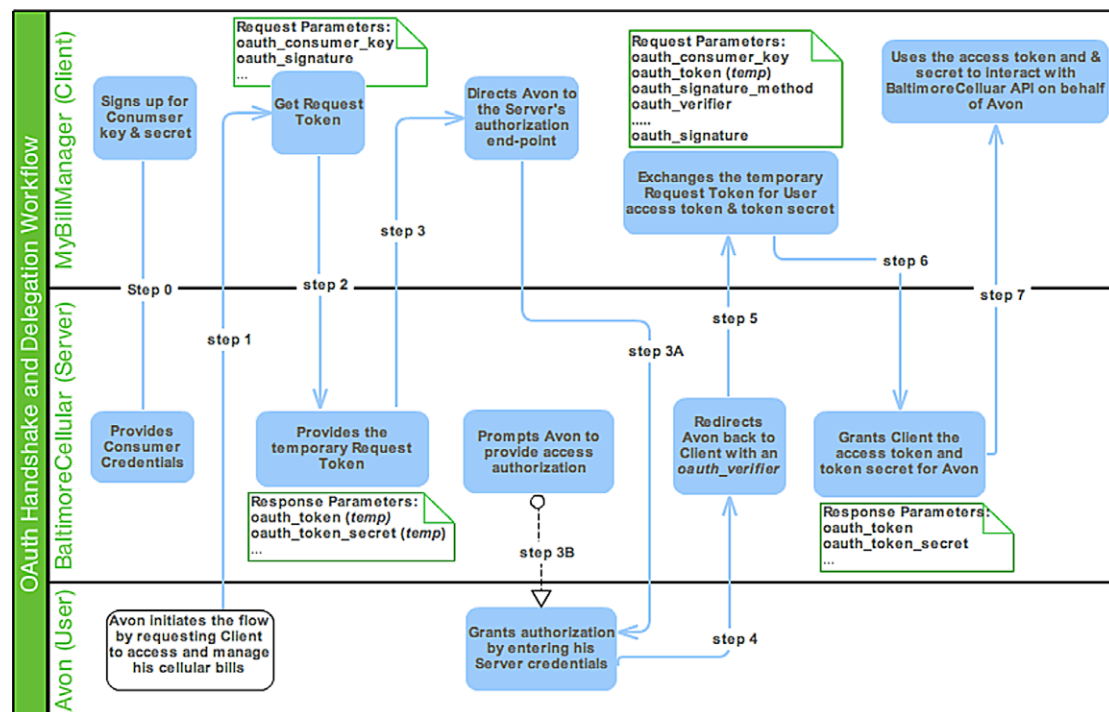 OAuth Handshake and Delegation Workflow
MyBillManager (Client)
Signs up for
Conumser
key & secret
Request Parameters:
oauth_consumer_key
oauth_signature
...
Get Request
Token
Directs Avon to
the Server's
authorization
end-point
Request Parameters:
oauth_consumer_key
oauth_token (temp)
oauth_signature_method
oauth_verifier
.....
oauth_signature
Exchanges the temporary
Request Token for User
access token & token secret
Uses the access token and &
secret to interact with
BaltimoreCelluar API on behalf
of Avon
Step 0
step 1
step 2
step 3
step 3A
step 5
step 6
step 7
BaltimoreCellular (Server)
Provides
Consumer
Credentials
Provides the
temporary Request
Token
Response Parameters:
oauth_token (temp)
oauth_token_secret (temp)
...
Prompts Avon to
provide access
authorization
Redirects
Avon back to
Client with an
oauth_verifier
Grants Client the
access token and
token secret for Avon
Response Parameters:
oauth_token
oauth_token_secret
...
step 3B
step 4
Avon (User)
Avon initiates the flow
by requesting Client
to access and manage
his cellular bills
Grants authorization
by entering his
Server credentials